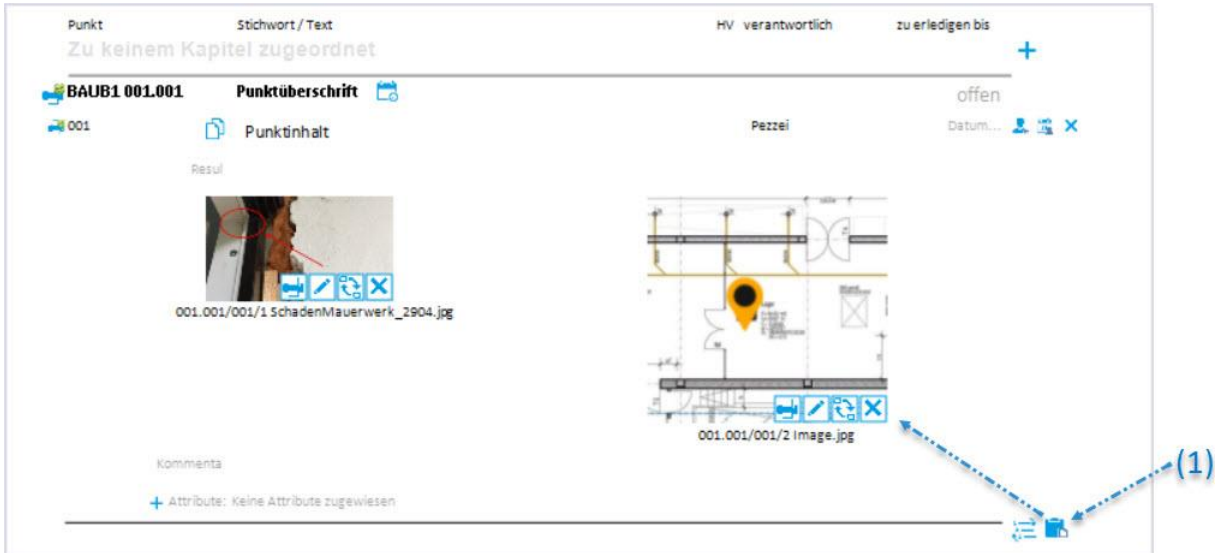 Punkt Stichwort / Text HV verantwortlich zu erledigen bis
Zu keinem Kapitel zugeordnet
BAUB1 001.001 Punktüberschrift offen
001 Punktinhalt Pezzei Datum...
Resul
001.001/001/1 SchadenMauerwerk_2904.jpg
001.001/001/2 Image.jpg
(1)
Kommenta
Attribute: Keine Attribute zugewiesen